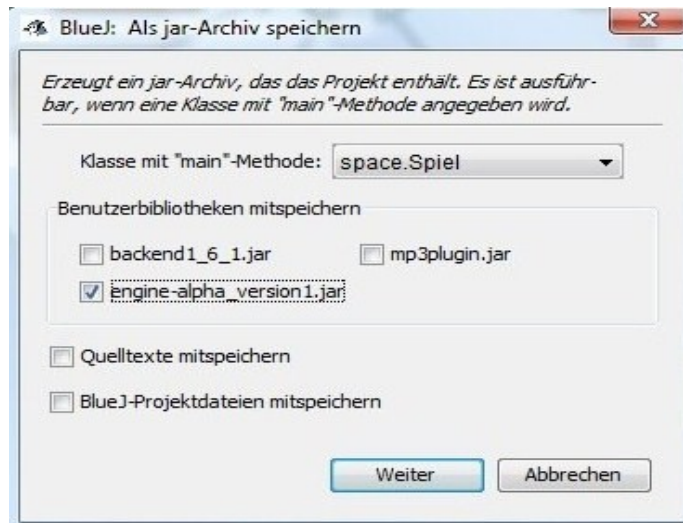 BlueJ: Als jar-Archiv speichern
Erzeugt ein jar-Archiv, das das Projekt enthält. Es ist ausführ-
bar, wenn eine Klasse mit "main"-Methode angegeben wird.
Klasse mit "main"-Methode: space.Spiel
Benutzerbibliotheken mitspeichern
backend1_6_1.jar mp3plugin.jar
engine-alpha_version1.jar
Quelltexte mitspeichern
BlueJ-Projektdateien mitspeichern
Weiter Abbrechen